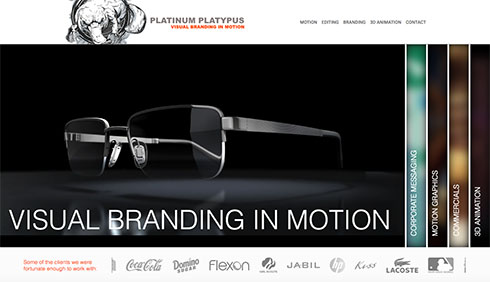 PLATINUM PLATYPUS
VISUAL BRANDING IN MOTION
MOTION EDITING BRANDING 3D ANIMATION CONTACT
VISUAL BRANDING IN MOTION
CORPORATE MESSAGING
MOTION GRAPHICS
COMMERCIALS
3D ANIMATION
Some of the clients we were
fortunate enough to work with
Coca-Cola
Domino
SUGAR
FLEXON
JABIL
hp
Koss
LACOSTE